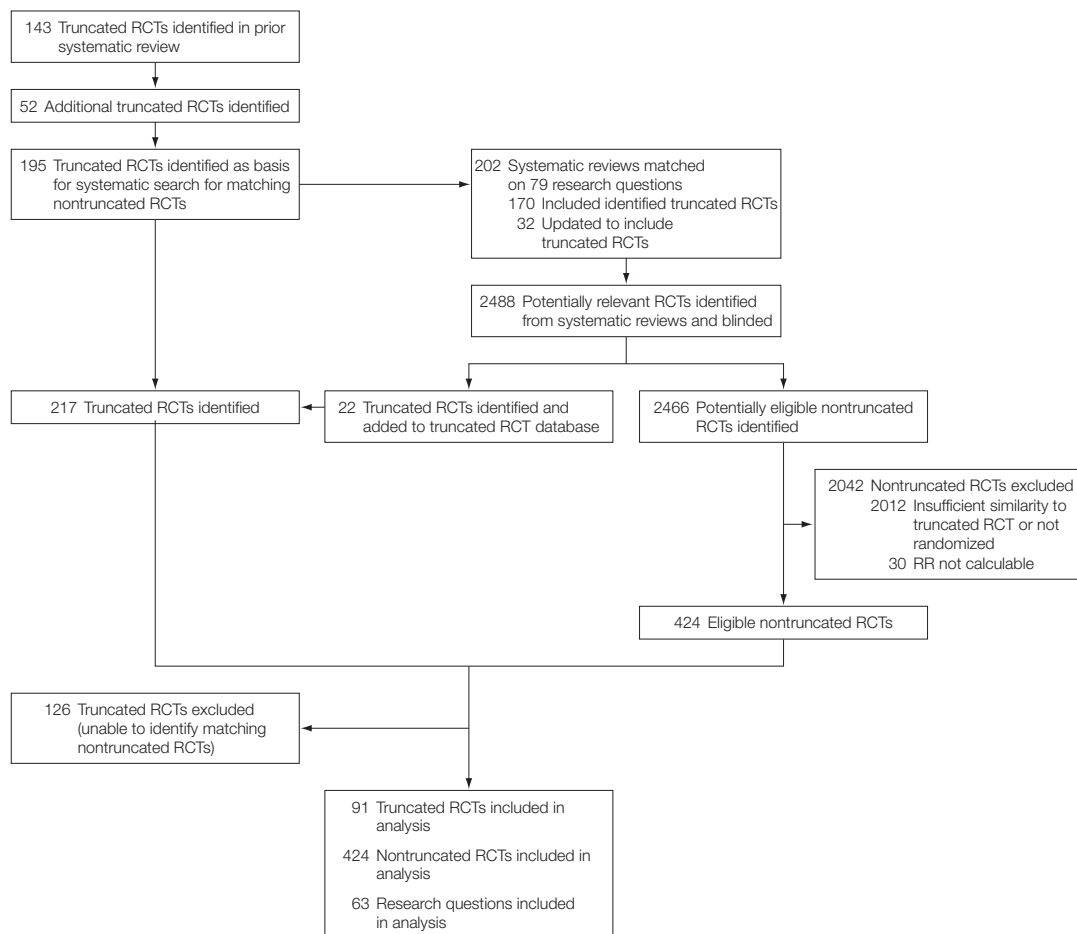 143 Truncated RCTs identified in prior
systematic review
52 Additional truncated RCTs identified
195 Truncated RCTs identified as basis
for systematic search for matching
nontruncated RCTs
202 Systematic reviews matched
on 79 research questions
170 Included identified truncated RCTs
32 Updated to include
truncated RCTs
2488 Potentially relevant RCTs identified
from systematic reviews and blinded
217 Truncated RCTs identified
22 Truncated RCTs identified and
added to truncated RCT database
2466 Potentially eligible nontruncated
RCTs identified
2042 Nontruncated RCTs excluded
2012 Insufficient similarity to
truncated RCT or not
randomized
30 RR not calculable
424 Eligible nontruncated RCTs
126 Truncated RCTs excluded
(unable to identify matching
nontruncated RCTs)
91 Truncated RCTs included in
analysis
424 Nontruncated RCTs included in
analysis
63 Research questions included
in analysis